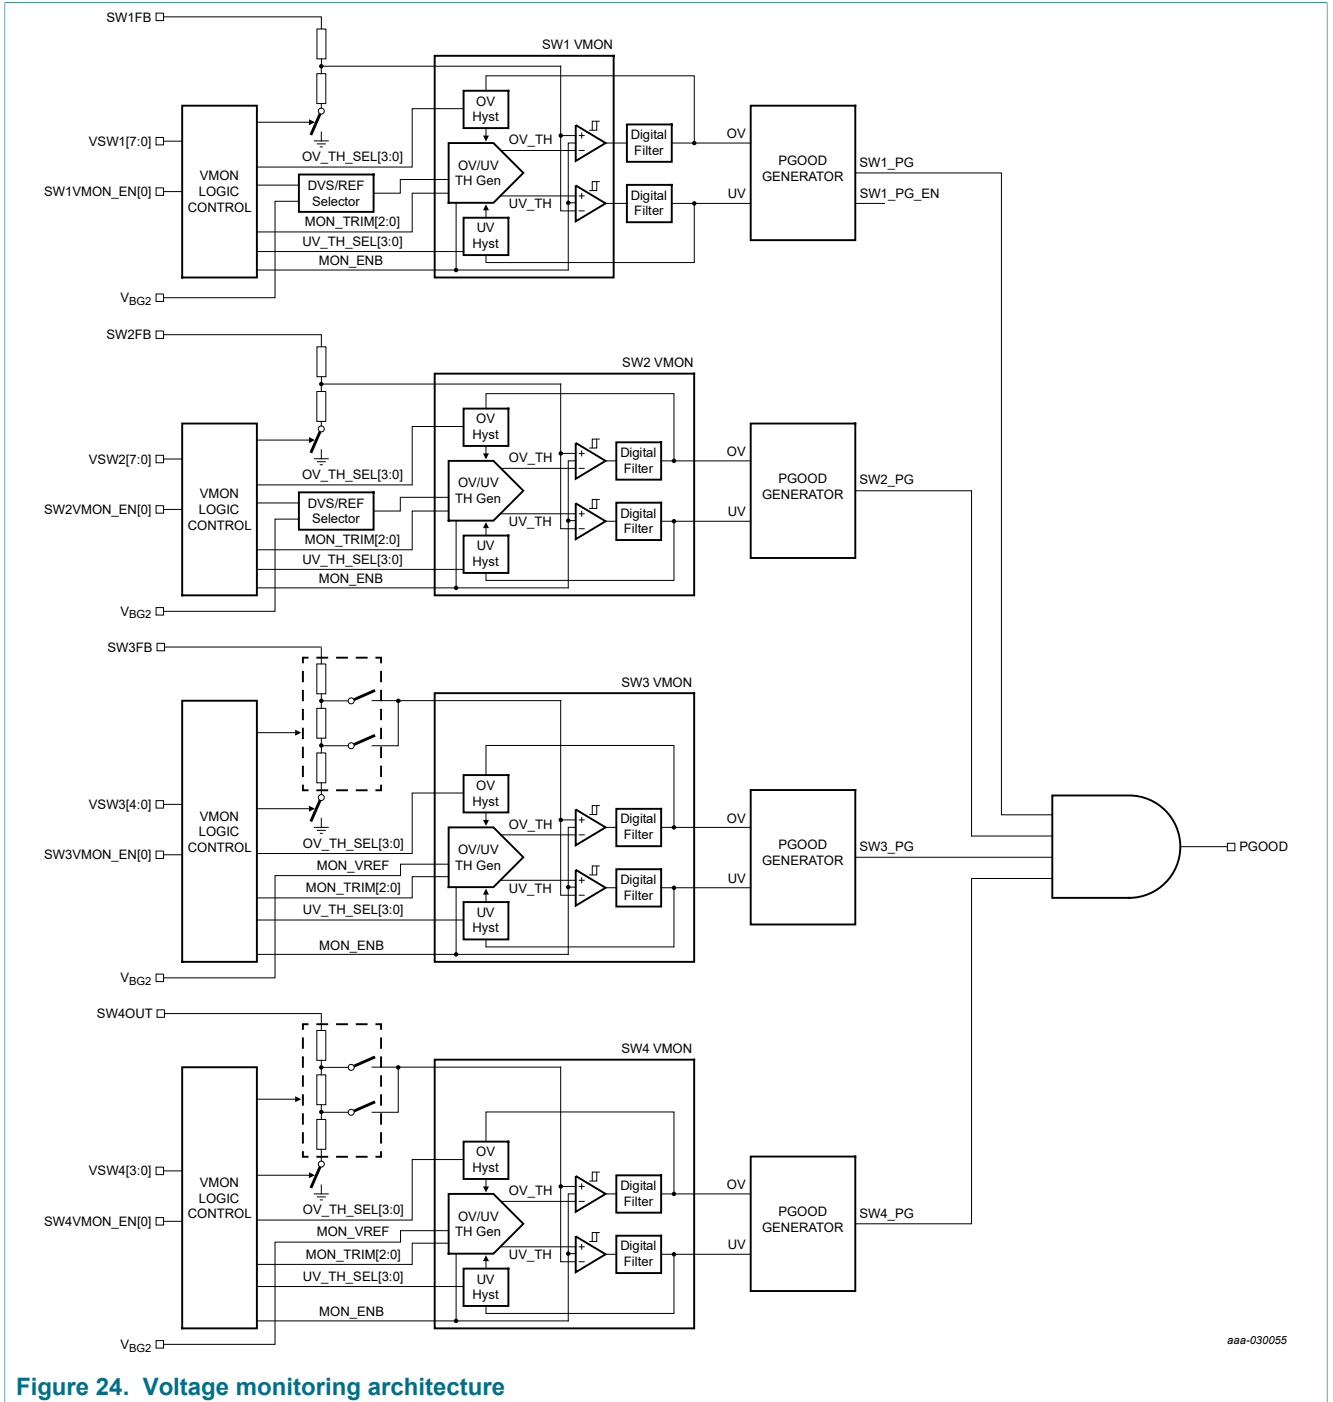 SW1FB
SW1 VMON
OV
Hyst
VSW1[7:0]
OV_TH
Digital
Filter
OV
PGOOD
GENERATOR
SW1_PG
OV_TH_SEL[3:0]
OV/UV
TH Gen
VMON
LOGIC
CONTROL
SW1VMON_EN[0]
DVS/REF
Selector
UV_TH
Digital
Filter
UV
SW1_PG_EN
MON_TRIM[2:0]
UV
Hyst
UV_TH_SEL[3:0]
MON_ENB
VBG2
SW2FB
SW2 VMON
OV
Hyst
VSW2[7:0]
OV_TH
Digital
Filter
OV
PGOOD
GENERATOR
SW2_PG
OV_TH_SEL[3:0]
OV/UV
TH Gen
VMON
LOGIC
CONTROL
SW2VMON_EN[0]
DVS/REF
Selector
UV_TH
Digital
Filter
UV
MON_TRIM[2:0]
UV
Hyst
UV_TH_SEL[3:0]
MON_ENB
VBG2
SW3FB
SW3 VMON
OV
Hyst
VSW3[4:0]
VMON
LOGIC
CONTROL
OV_TH
Digital
Filter
OV
PGOOD
GENERATOR
SW3_PG
PGOOD
OV_TH_SEL[3:0]
OV/UV
TH Gen
SW3VMON_EN[0]
MON_VREF
MON_TRIM[2:0]
UV_TH
Digital
Filter
UV
UV_TH_SEL[3:0]
UV
Hyst
MON_ENB
VBG2
SW4OUT
SW4 VMON
OV
Hyst
VSW4[3:0]
VMON
LOGIC
CONTROL
OV_TH
Digital
Filter
OV
PGOOD
GENERATOR
SW4_PG
OV_TH_SEL[3:0]
OV/UV
TH Gen
SW4VMON_EN[0]
MON_VREF
MON_TRIM[2:0]
UV_TH
Digital
Filter
UV
UV_TH_SEL[3:0]
UV
Hyst
MON_ENB
VBG2
aaa-030055
Figure 24. Voltage monitoring architecture